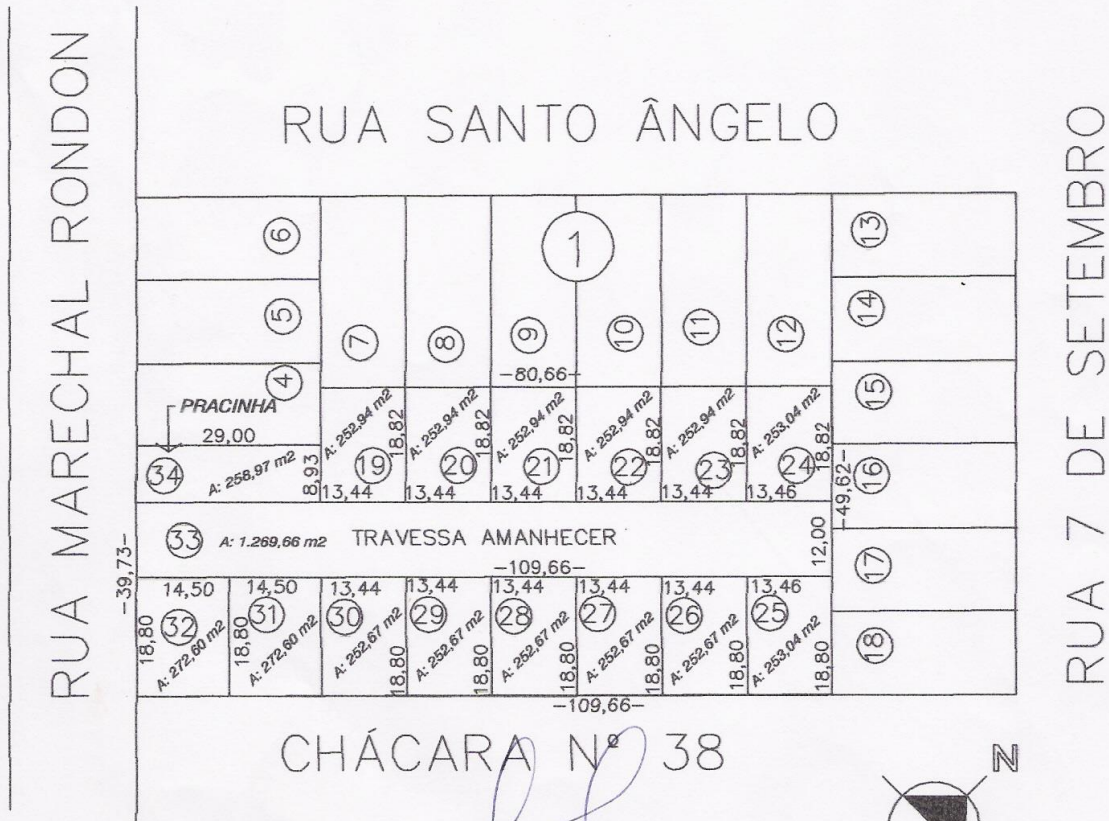 RUA MARECHAL RONDON
RUA SANTO ÂNGELO
RUA 7 DE SETEMBRO
1
6
5
4
7
8
9
10
11
12
13
14
15
16
17
18
-80,66-
PRACINHA
29,00
34
A: 258,97 m2
8,93
A: 252,94 m2
19
18,82
13,44
A: 252,94 m2
20
18,82
13,44
A: 252,94 m2
21
18,82
13,44
A: 252,94 m2
22
18,82
13,44
A: 252,94 m2
23
18,82
13,44
A: 253,04 m2
24
18,82
13,46
-49,62-
33
A: 1.269,66 m2
TRAVESSA AMANHECER
12,00
-109,66-
-39,73-
14,50
32
18,80
A: 272,60 m2
14,50
31
18,80
A: 272,60 m2
13,44
30
A: 252,67 m2
18,80
13,44
29
A: 252,67 m2
18,80
13,44
28
A: 252,67 m2
18,80
13,44
27
A: 252,67 m2
18,80
13,44
26
A: 252,67 m2
18,80
13,46
25
A: 253,04 m2
18,80
-109,66-
CHÁCARA Nº 38
N